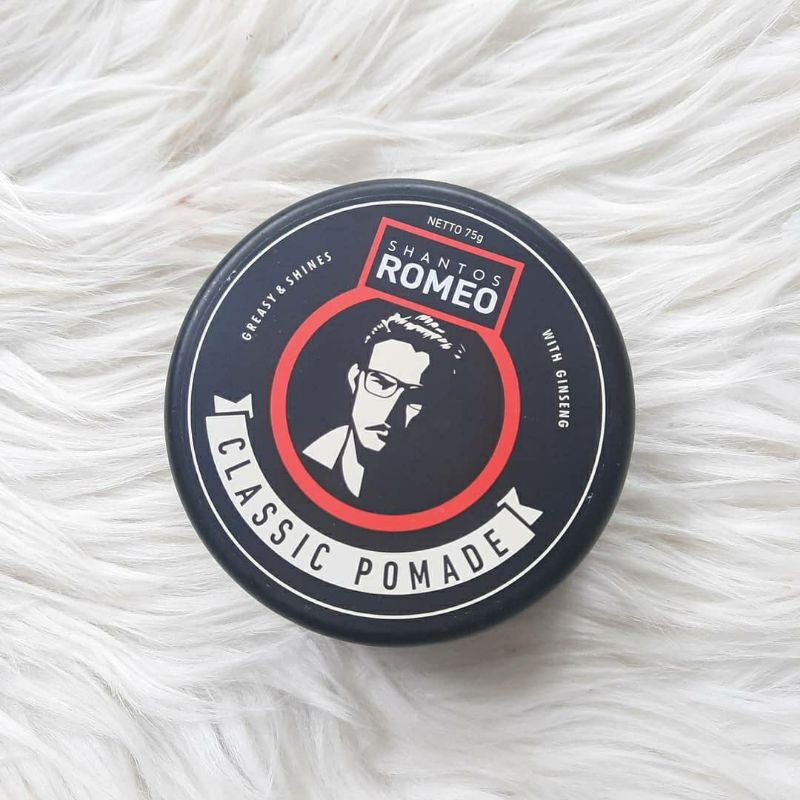 NETTO 75g
SHANTOS
ROMEO
GREASY & SHINES
WITH GINSENG
CLASSIC POMADE